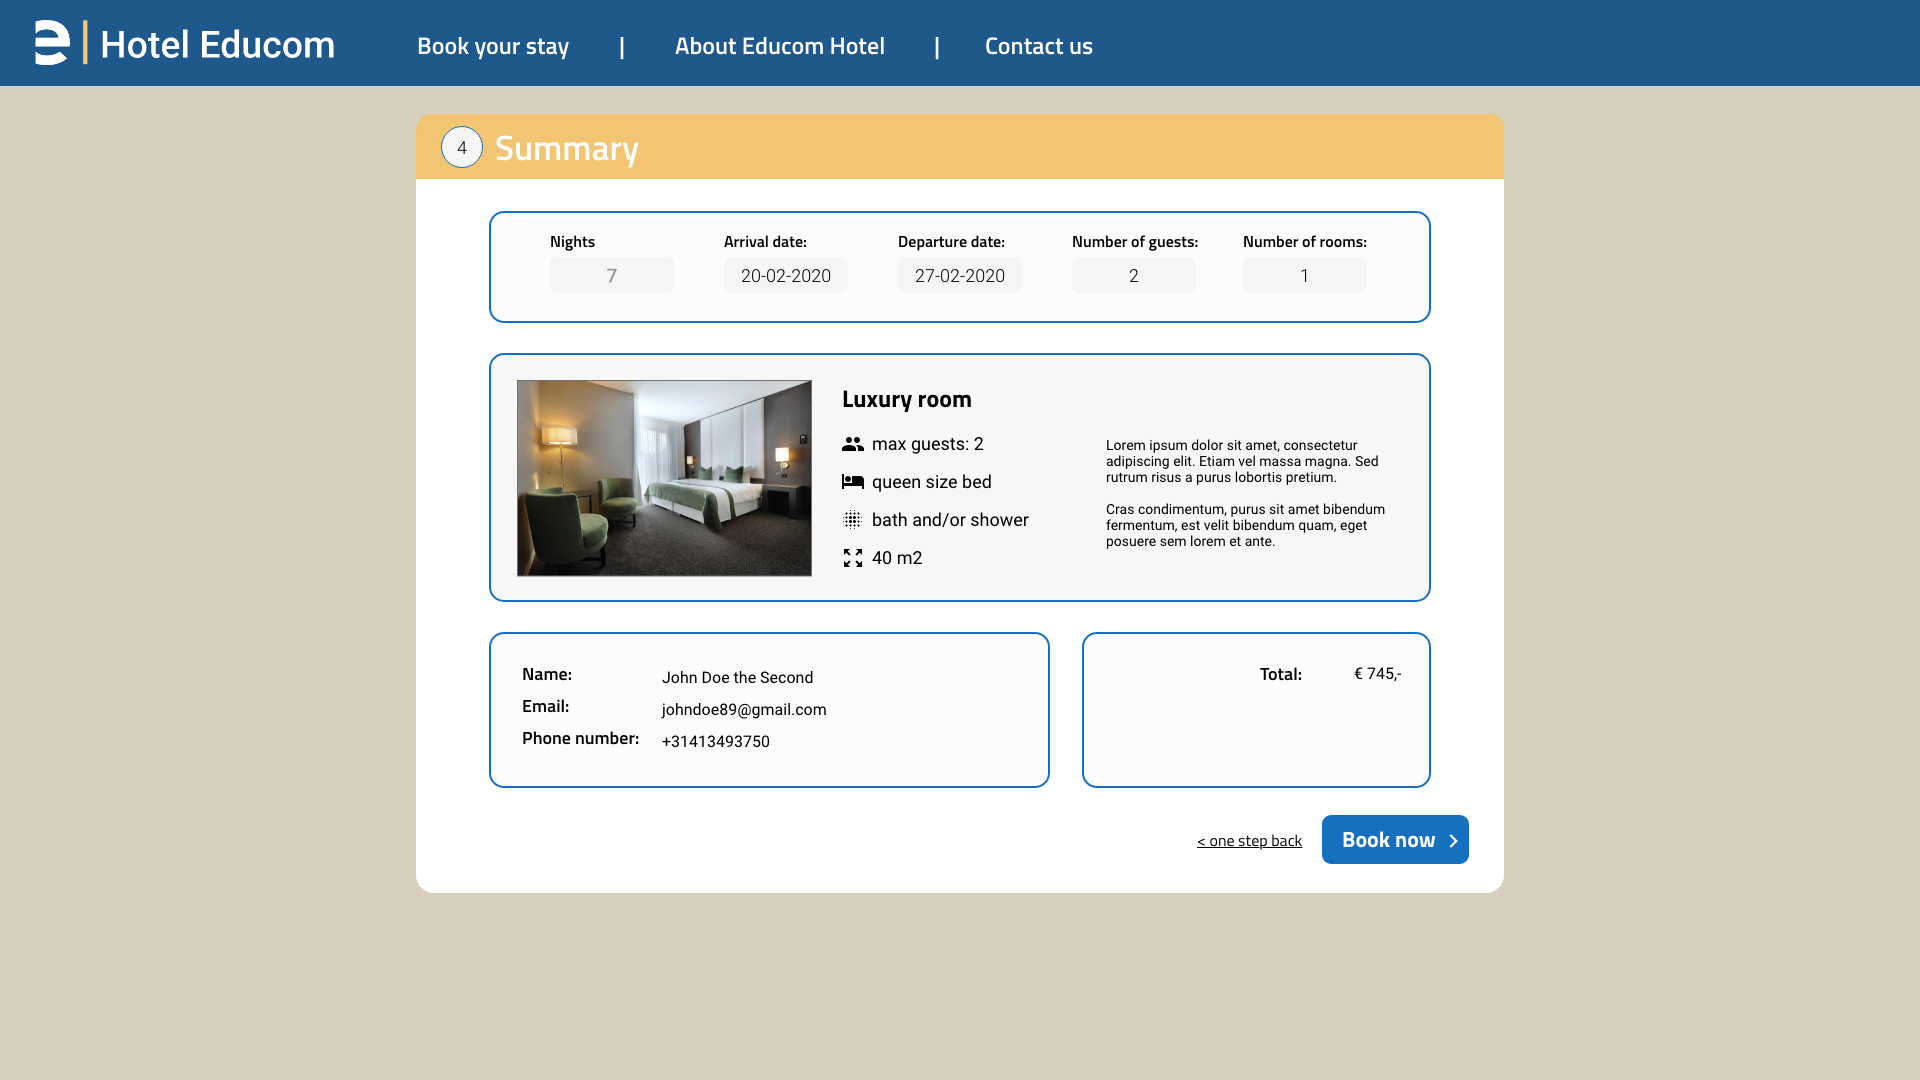 Hotel Educom
Book your stay | About Educom Hotel | Contact us
4 Summary
Nights Arrival date: Departure date: Number of guests: Number of rooms:
7 20-02-2020 27-02-2020 2 1
Luxury room
max guests: 2
queen size bed
bath and/or shower
40 m2
Lorem ipsum dolor sit amet, consectetur
adipiscing elit. Etiam vel massa magna. Sed
rutrum risus a purus lobortis pretium.
Cras condimentum, purus sit amet bibendum
fermentum, est velit bibendum quam, eget
posuere sem lorem et ante.
Name: John Doe the Second
Email: johndoe89@gmail.com
Phone number: +31413493750
Total: € 745,-
< one step back
Book now >